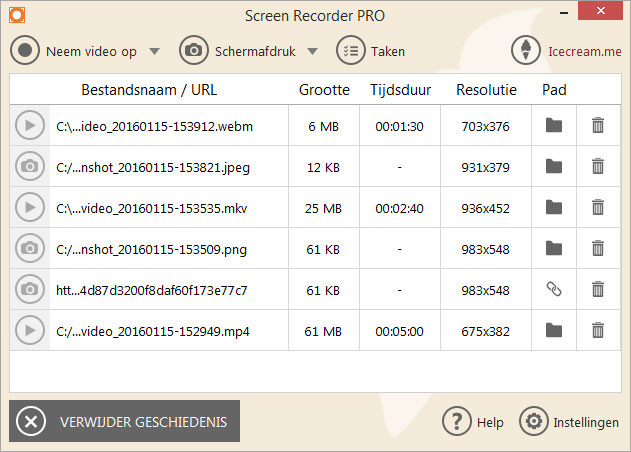 Screen Recorder PRO
Neem video op Schermafdruk Taken Icecream.me
Bestandsnaam / URL Grootte Tijdsduur Resolutie Pad
C:\...ideo_20160115-153912.webm 6 MB 00:01:30 703x376
C:/...nshot_20160115-153821.jpeg 12 KB - 931x379
C:\...video_20160115-153535.mkv 25 MB 00:02:40 936x452
C:/...nshot_20160115-153509.png 61 KB - 983x548
htt...4d87d3200f8daf60f173e77c7 61 KB - 983x548
C:/...video_20160115-152949.mp4 61 MB 00:05:00 675x382
VERWIJDER GESCHIEDENIS Help Instellingen